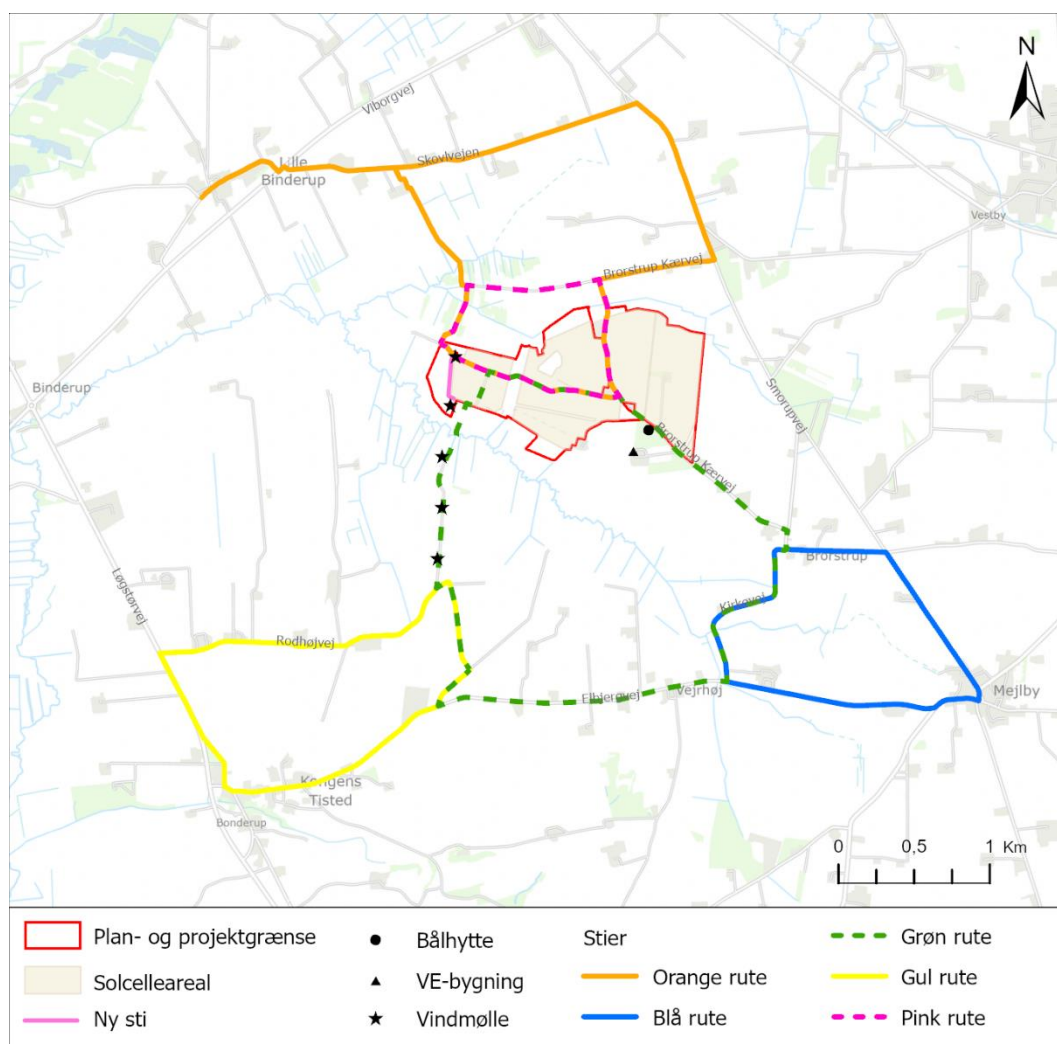 N
Viborgvej
Skovlvejen
Lille
Binderup
Vestby
Brorstrup Kærvej
Binderup
Smorupvej
Brorstrup Kærvej
Brorstrup
Løgstørvej
Kirkevej
Rodhøjvej
Elbjergvej
Vejrhøj
Mejlby
Kongens
Tisted
Bonderup
0 0,5 1 Km
Plan- og projektgrænse
Solcelleareal
Ny sti
Bålhytte
VE-bygning
Vindmølle
Stier
Orange rute
Blå rute
Grøn rute
Gul rute
Pink rute